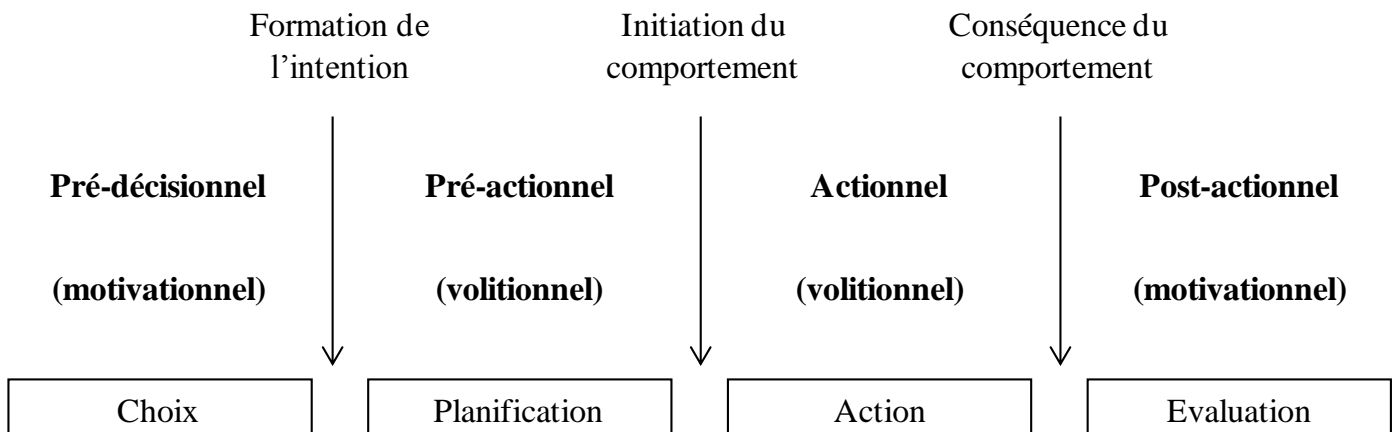 Formation de
l'intention
Initiation du
comportement
Conséquence du
comportement
Pré-décisionnel
Pré-actionnel
Actionnel
Post-actionnel
(motivationnel)
(volitionnel)
(volitionnel)
(motivationnel)
Choix
Planification
Action
Evaluation